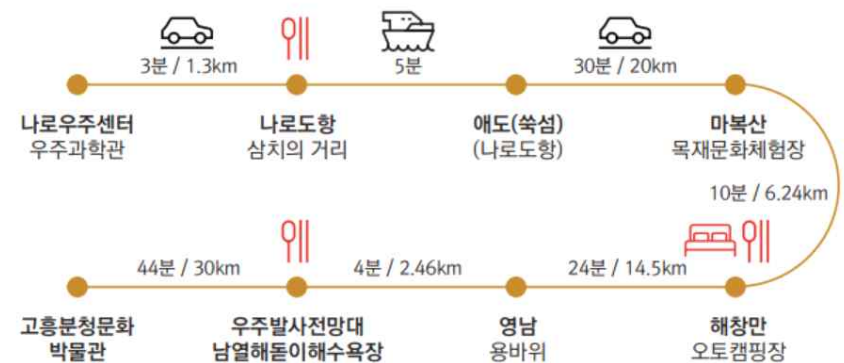 3분 / 1.3km
5분
30분 / 20km
나로우주센터
우주과학관
나로도항
삼치의 거리
애도(쑥섬)
(나로도항)
마복산
목재문화체험장
10분 / 6.24km
44분 / 30km
4분 / 2.46km
24분 / 14.5km
고흥분청문화
박물관
우주발사전망대
남열해돋이해수욕장
영남
용바위
해창만
오토캠핑장